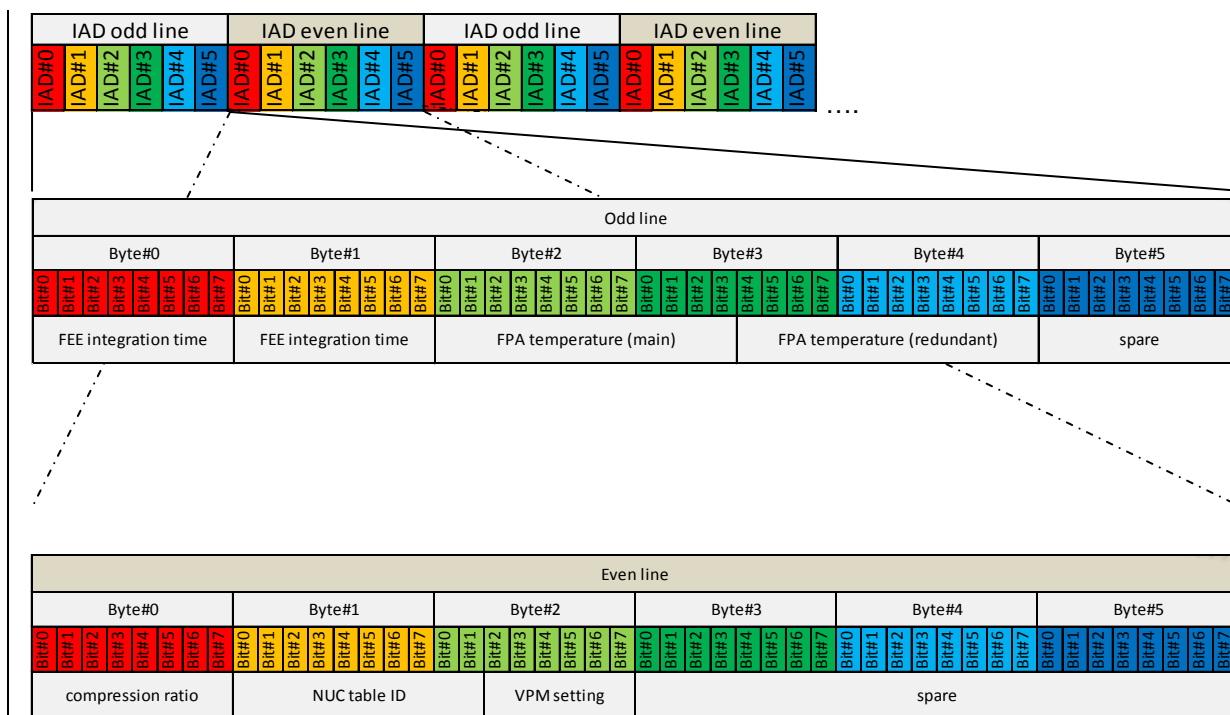 IAD odd line IAD even line IAD odd line IAD even line
IAD#0 IAD#1 IAD#2 IAD#3 IAD#4 IAD#5 IAD#0 IAD#1 IAD#2 IAD#3 IAD#4 IAD#5 IAD#0 IAD#1 IAD#2 IAD#3 IAD#4 IAD#5 IAD#0 IAD#1 IAD#2 IAD#3 IAD#4 IAD#5
....
Odd line
Byte#0 Byte#1 Byte#2 Byte#3 Byte#4 Byte#5
Bit#0 Bit#1 Bit#2 Bit#3 Bit#4 Bit#5 Bit#6 Bit#7 Bit#0 Bit#1 Bit#2 Bit#3 Bit#4 Bit#5 Bit#6 Bit#7 Bit#0 Bit#1 Bit#2 Bit#3 Bit#4 Bit#5 Bit#6 Bit#7 Bit#0 Bit#1 Bit#2 Bit#3 Bit#4 Bit#5 Bit#6 Bit#7 Bit#0 Bit#1 Bit#2 Bit#3 Bit#4 Bit#5 Bit#6 Bit#7 Bit#0 Bit#1 Bit#2 Bit#3 Bit#4 Bit#5 Bit#6 Bit#7
FEE integration time FEE integration time FPA temperature (main) FPA temperature (redundant) spare
Even line
Byte#0 Byte#1 Byte#2 Byte#3 Byte#4 Byte#5
Bit#0 Bit#1 Bit#2 Bit#3 Bit#4 Bit#5 Bit#6 Bit#7 Bit#0 Bit#1 Bit#2 Bit#3 Bit#4 Bit#5 Bit#6 Bit#7 Bit#0 Bit#1 Bit#2 Bit#3 Bit#4 Bit#5 Bit#6 Bit#7 Bit#0 Bit#1 Bit#2 Bit#3 Bit#4 Bit#5 Bit#6 Bit#7 Bit#0 Bit#1 Bit#2 Bit#3 Bit#4 Bit#5 Bit#6 Bit#7 Bit#0 Bit#1 Bit#2 Bit#3 Bit#4 Bit#5 Bit#6 Bit#7
compression ratio NUC table ID VPM setting spare